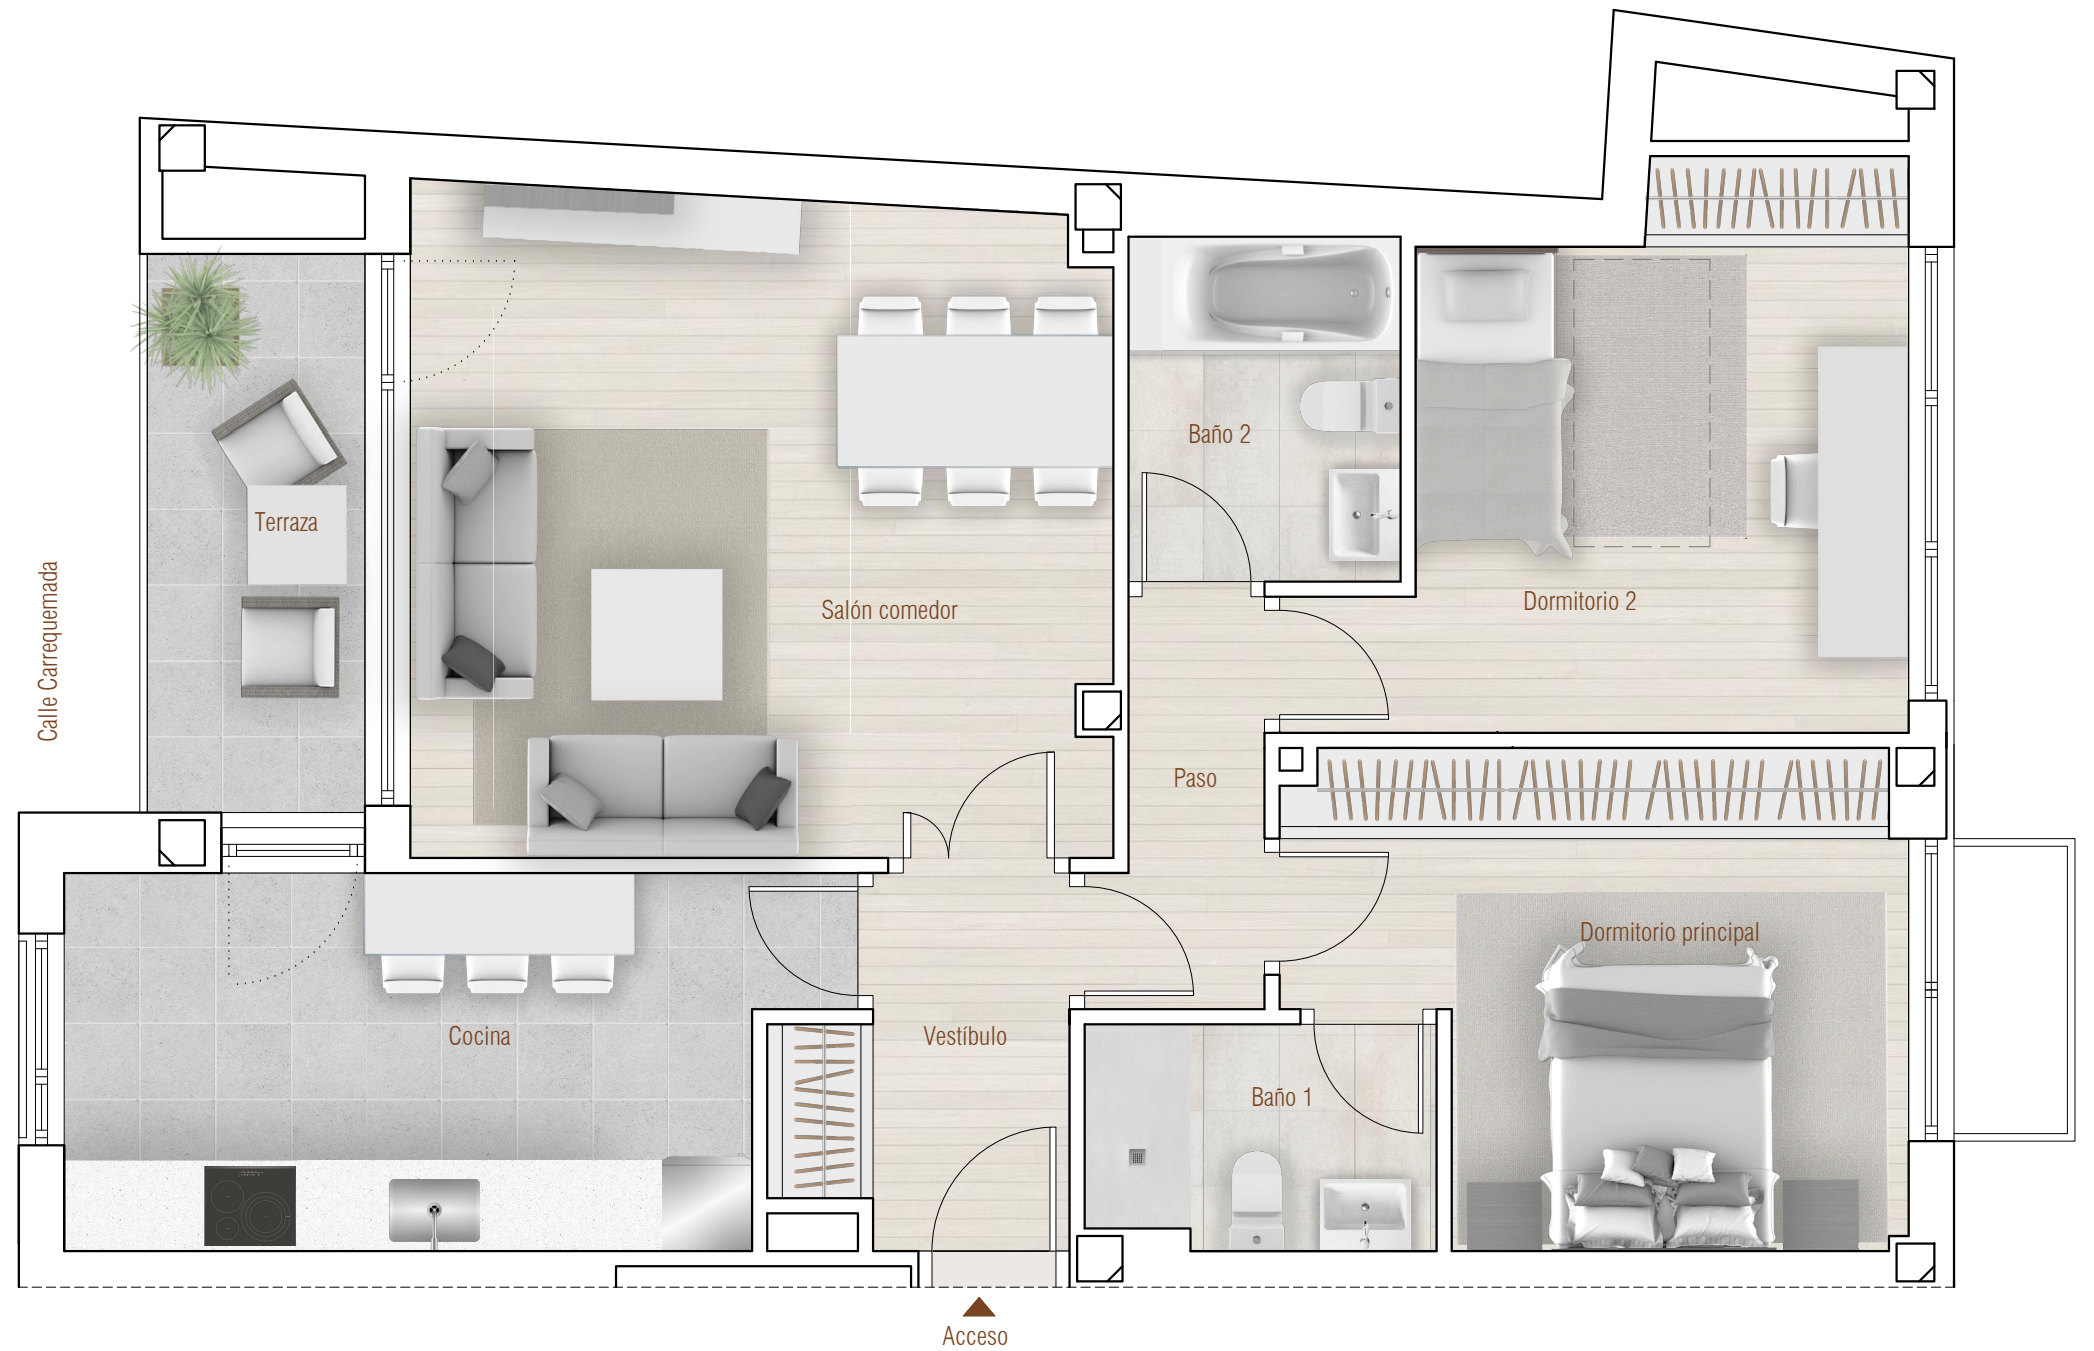 Baño 2
Terraza
Calle Carrequemada
Salón comedor
Dormitorio 2
Paso
Dormitorio principal
Cocina
Vestíbulo
Baño 1
Acceso